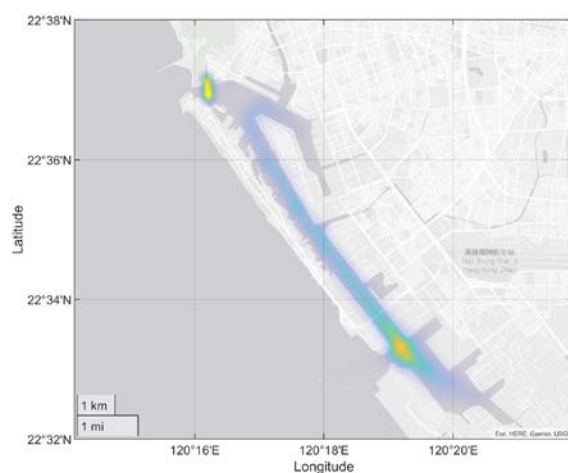 22°38'N
22°36'N
22°34'N
22°32'N
Latitude
1 km
1 mi
120°16'E
120°18'E
120°20'E
Longitude
Esri, HERE, Garmin, USG